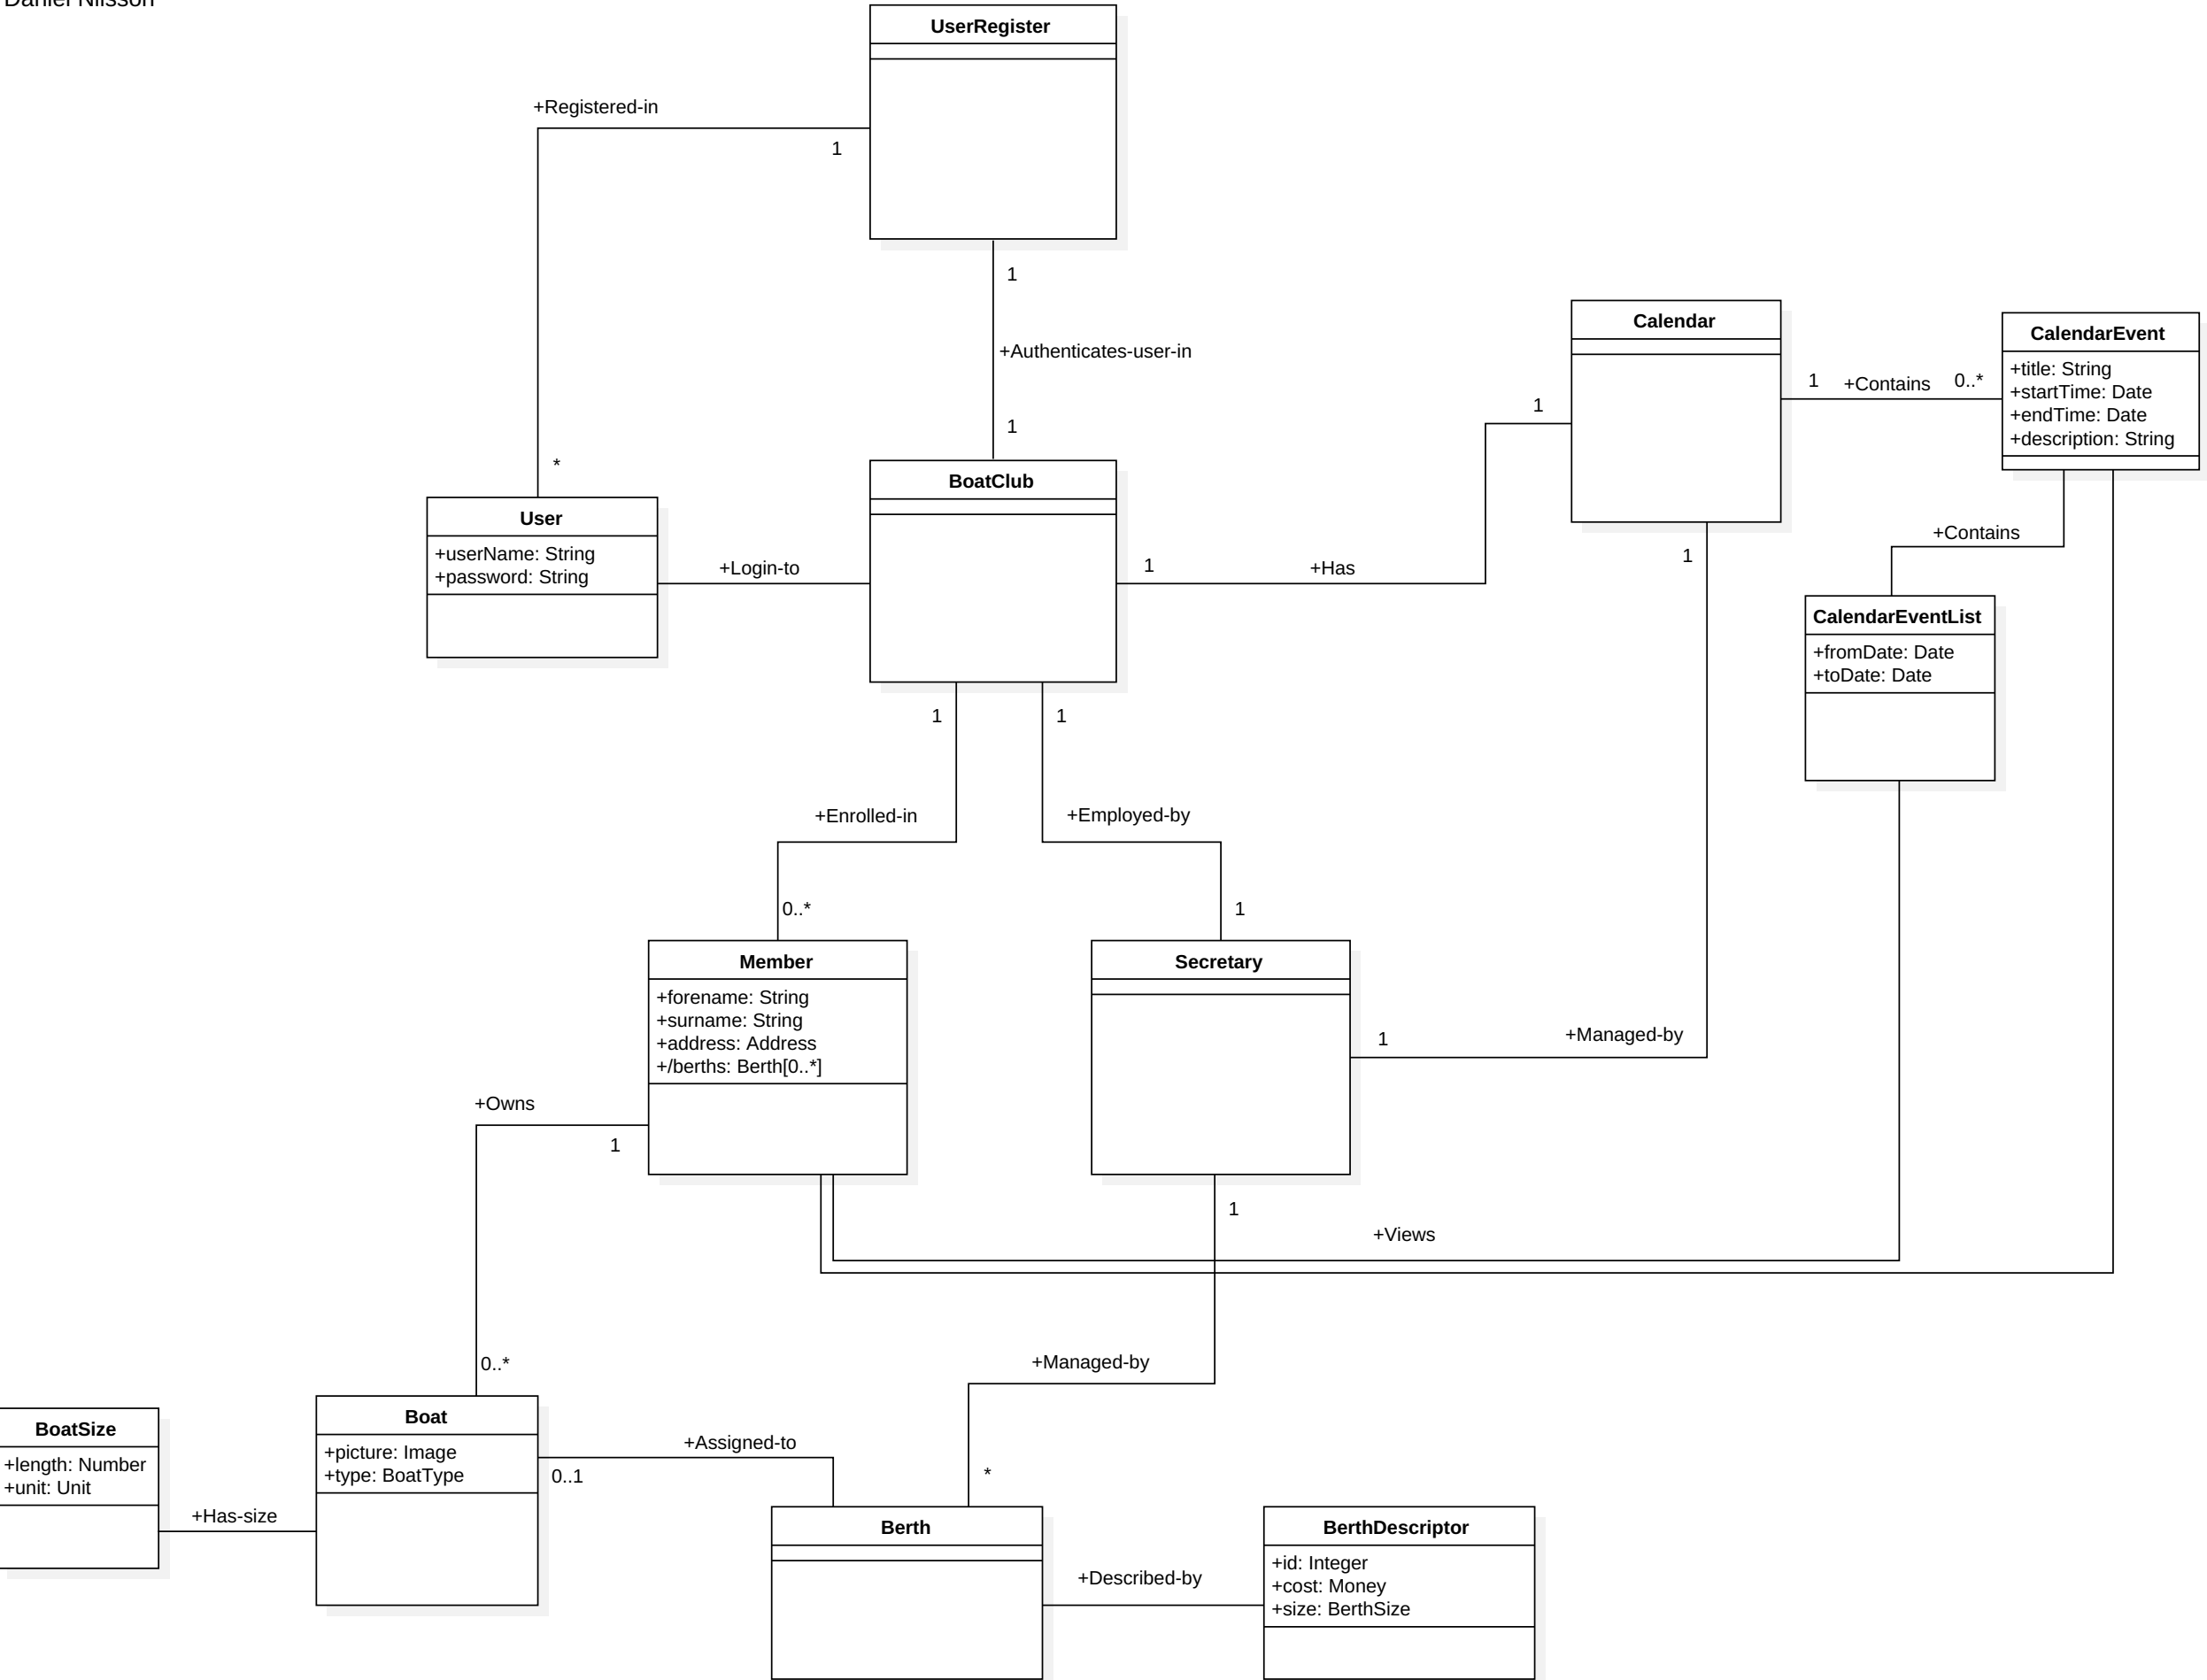 Daniel Nilsson
UserRegister
+Registered-in
1
1
+Authenticates-user-in
1
*
Calendar
CalendarEvent
+title: String
+startTime: Date
+endTime: Date
+description: String
1
+Contains
0..*
1
User
+userName: String
+password: String
+Login-to
BoatClub
1
+Has
1
+Contains
CalendarEventList
+fromDate: Date
+toDate: Date
1
1
+Enrolled-in
+Employed-by
0..*
1
Member
+forename: String
+surname: String
+address: Address
+/berths: Berth[0..*]
Secretary
1
+Managed-by
+Owns
1
1
+Views
+Managed-by
0..*
*
BoatSize
+length: Number
+unit: Unit
+Has-size
Boat
+picture: Image
+type: BoatType
+Assigned-to
0..1
Berth
+Described-by
BerthDescriptor
+id: Integer
+cost: Money
+size: BerthSize